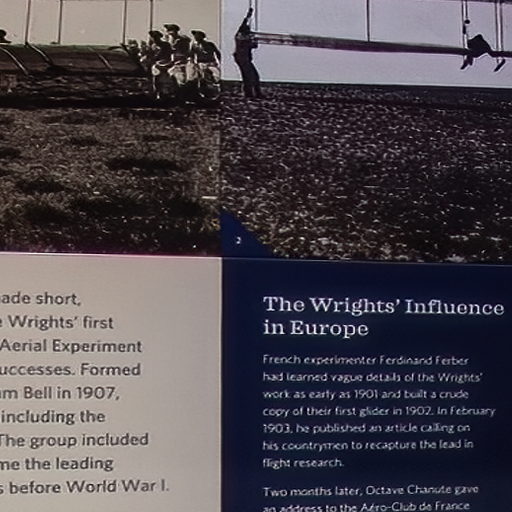 2
ade short,
e Wrights' first
Aerial Experiment
uccesses. Formed
m Bell in 1907,
including the
The group included
me the leading
s before World War I.
The Wrights' Influence
in Europe
French experimenter Ferdinand Ferber
had learned vague details of the Wrights'
work as early as 1901 and built a crude
copy of their first glider in 1902. In February
1903, he published an article calling on
his countrymen to recapture the lead in
flight research.
Two months later, Octave Chanute gave
an address to the Aéro-Club de France